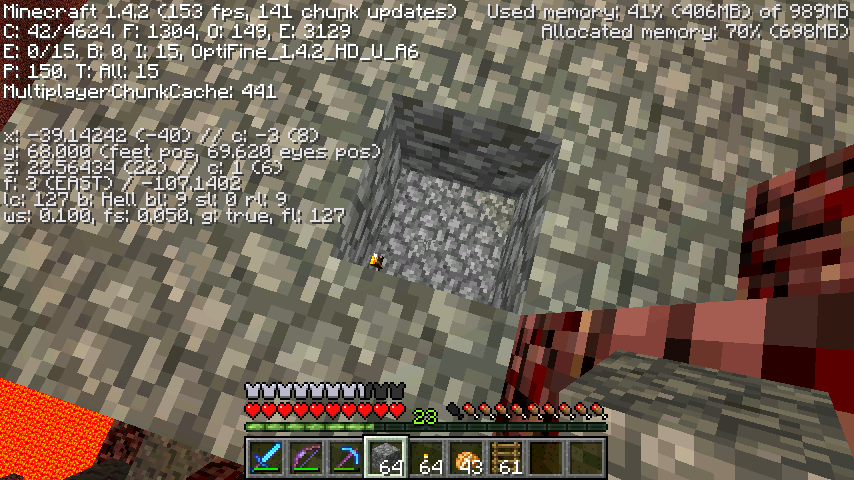 Minecraft 1.4.2 (153 fps, 141 chunk updates)
Used memory: 41% (406MB) of 989MB
C: 42/4624, F: 1304, O: 149, E: 3129
Allocated memory: 70% (698MB)
E: 0/15, B: 0, I: 15, OptiFine_1.4.2_HD_U_A6
P: 150, T: All: 15
MultiplayerChunkCache: 441
x: -39.14242 (-40) // c: -3 (8)
y: 68.000 (feet pos, 69.620 eyes pos)
z: 22.56434 (22) // c: 1 (6)
f: 3 (EAST) / -107.1402
lc: 127 b: Hell bl: 9 sl: 0 rl: 9
ws: 0.100, fs: 0.050, g: true, fl: 127
28
64 64 43 61